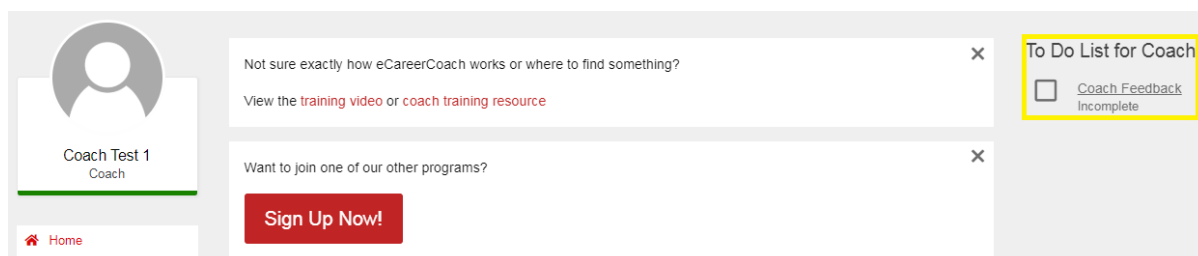 Coach Test 1
Coach
Home
Not sure exactly how eCareerCoach works or where to find something?
View the training video or coach training resource
Want to join one of our other programs?
Sign Up Now!
To Do List for Coach
Coach Feedback
Incomplete